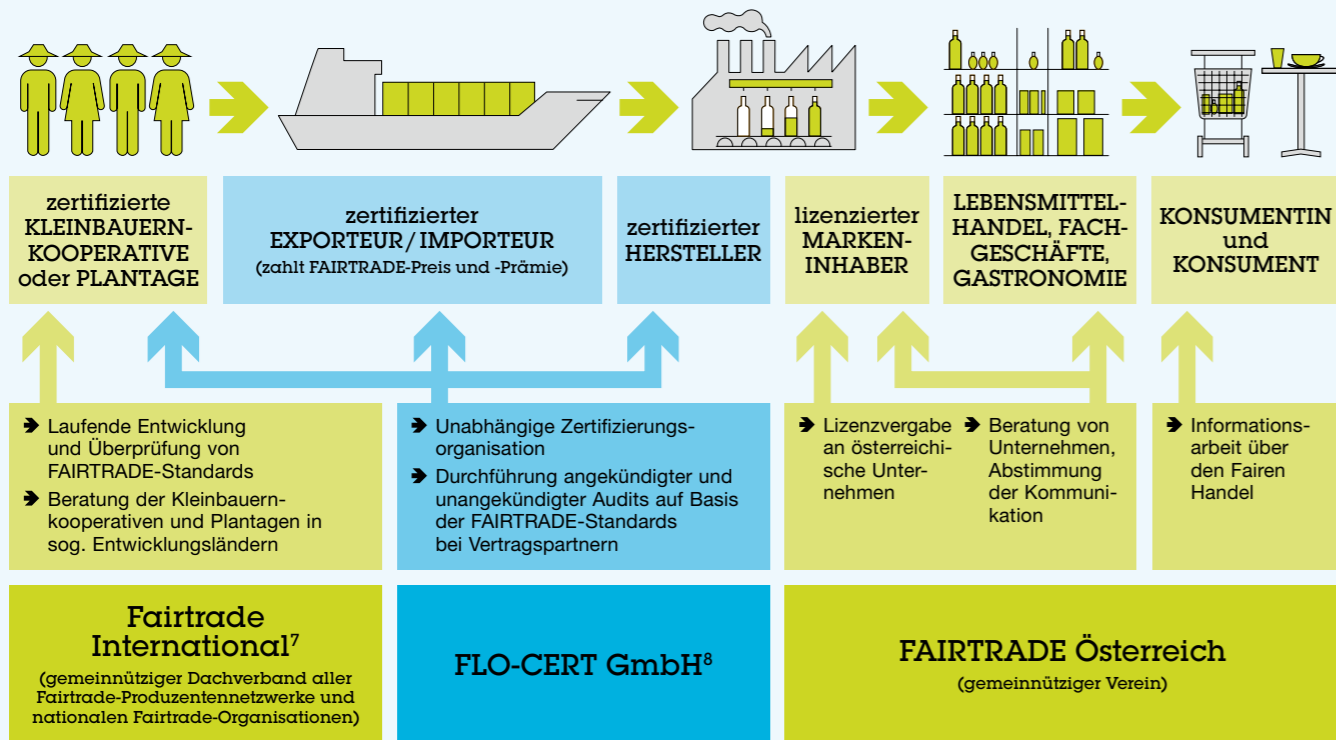 zertifizierte
KLEINBAUERN-
KOOPERATIVE
oder PLANTAGE
zertifizierter
EXPORTEUR/IMPORTEUR
(zahlt FAIRTRADE-Preis und -Prämie)
zertifizierter
HERSTELLER
lizenzierter
MARKEN-
INHABER
LEBENSMITTEL-
HANDEL, FACH-
GESCHÄFTE,
GASTRONOMIE
KONSUMENTIN
und
KONSUMENT
Laufende Entwicklung
und Überprüfung von
FAIRTRADE-Standards
Beratung der Kleinbauern-
kooperativen und Plantagen in
sog. Entwicklungsländern
Unabhängige Zertifizierungs-
organisation
Durchführung angekündigter und
unangekündigter Audits auf Basis
der FAIRTRADE-Standards
bei Vertragspartnern
Lizenzvergabe
an österreichi-
sche Unter-
nehmen
Beratung von
Unternehmen,
Abstimmung
der Kommuni-
kation
Informations-
arbeit über
den Fairen
Handel
Fairtrade
International⁷
(gemeinnütziger Dachverband aller
Fairtrade-Produzentennetzwerke und
nationalen Fairtrade-Organisationen)
FLO-CERT GmbH⁸
FAIRTRADE Österreich
(gemeinnütziger Verein)